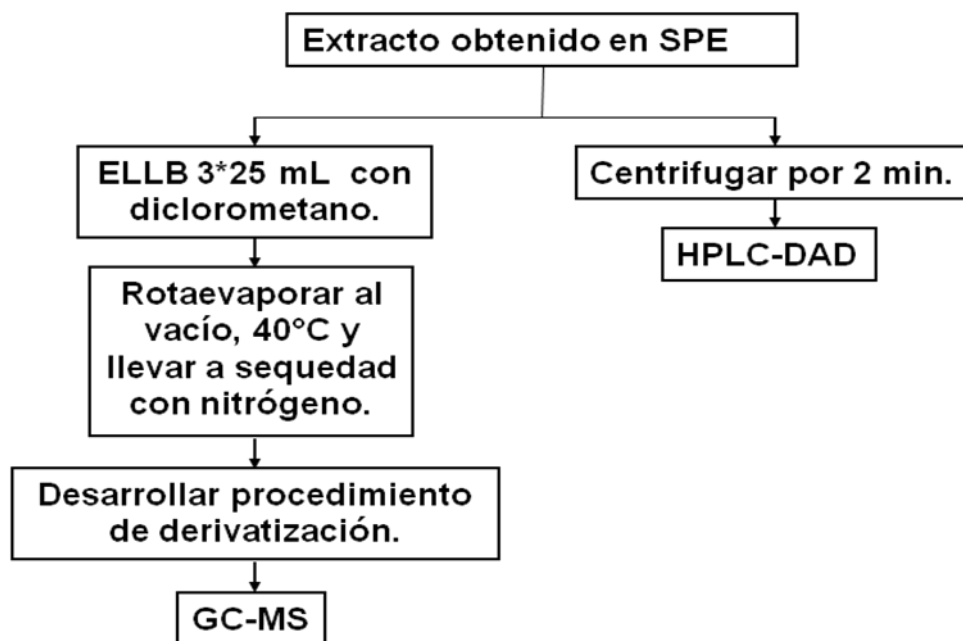 Extracto obtenido en SPE
ELLB 3*25 mL con
diclorometano.
Rotaevaporar al
vacío, 40°C y
llevar a sequedad
con nitrógeno.
Desarrollar procedimiento
de derivatización.
GC-MS
Centrifugar por 2 min.
HPLC-DAD